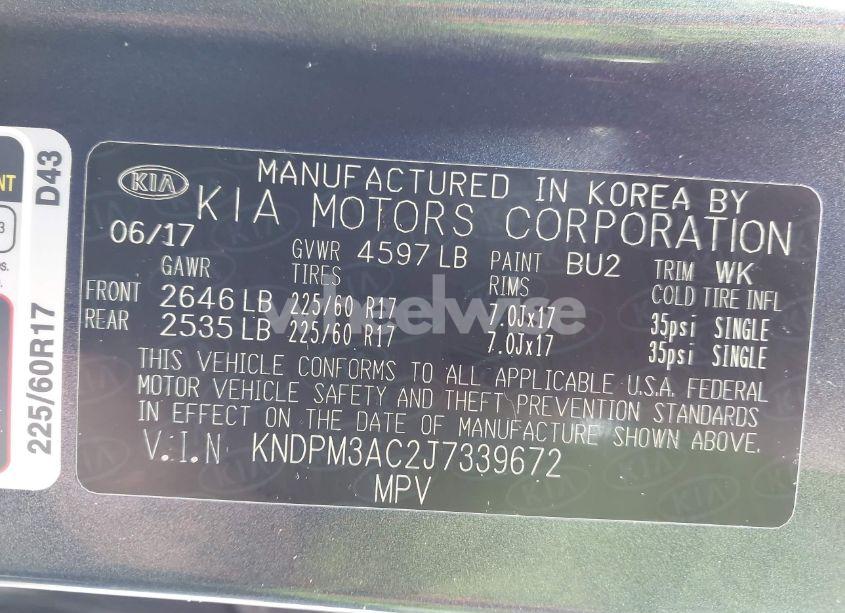 KIA
MANUFACTURED IN KOREA BY
KIA MOTORS CORPORATION
06/17 GVWR 4597 LB PAINT BU2 TRIM WK
GAWR TIRES RIMS COLD TIRE INFL
FRONT 2646 LB 225/60 R17 7.0Jx17 35psi SINGLE
REAR 2535 LB 225/60 R17 7.0Jx17 35psi SINGLE
THIS VEHICLE CONFORMS TO ALL APPLICABLE U.S.A. FEDERAL
MOTOR VEHICLE SAFETY AND THEFT PREVENTION STANDARDS
IN EFFECT ON THE DATE OF MANUFACTURE SHOWN ABOVE.
V.I.N KNDPM3AC2J7339672
MPV
D43
225/60R17
NT
3
s.